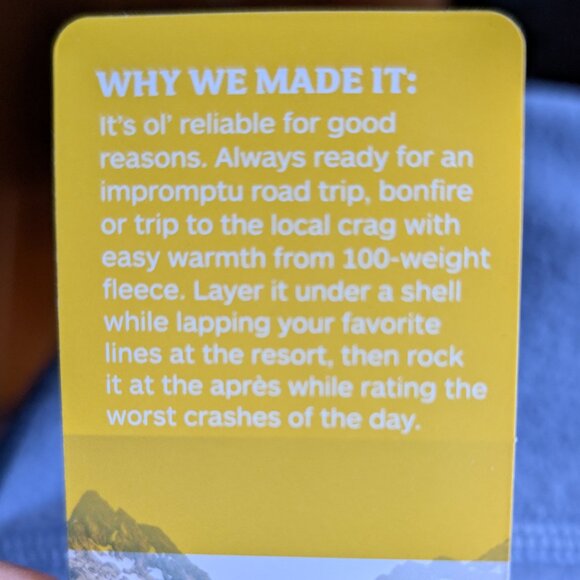 WHY WE MADE IT:
It's ol' reliable for good
reasons. Always ready for an
impromptu road trip, bonfire
or trip to the local crag with
easy warmth from 100-weight
fleece. Layer it under a shell
while lapping your favorite
lines at the resort, then rock
it at the après while rating the
worst crashes of the day.